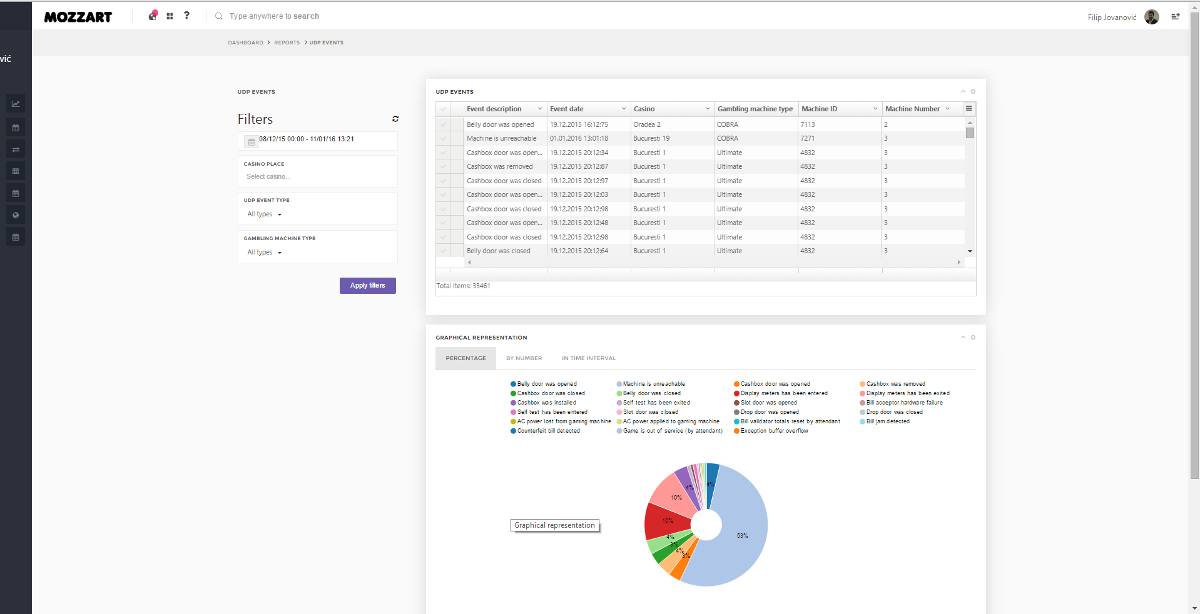 MOZZART
?
Type anywhere to search
Filip Jovanović
vić
DASHBOARD > REPORTS > UDP EVENTS
UDP EVENTS
Filters
08/12/15 00:00 - 11/01/16 13:21
CASINO PLACE
Select casino...
UDP EVENT TYPE
All types
GAMBLING MACHINE TYPE
All types
Apply filters
UDP EVENTS
Event description Event date Casino Gambling machine type Machine ID Machine Number
Belly door was opened 19.12.2015 16:12:75 Oradea 2 COBRA 7113 2
Machine is unreachable 01.01.2016 13:01:18 Bucuresti 19 COBRA 7271 3
Cashbox door was open... 19.12.2015 20:12:34 Bucuresti 1 Ultimate 4832 3
Cashbox was removed 19.12.2015 20:12:87 Bucuresti 1 Ultimate 4832 3
Cashbox door was closed 19.12.2015 20:12:97 Bucuresti 1 Ultimate 4832 3
Cashbox door was open... 19.12.2015 20:12:03 Bucuresti 1 Ultimate 4832 3
Cashbox door was closed 19.12.2015 20:12:98 Bucuresti 1 Ultimate 4832 3
Cashbox door was open... 19.12.2015 20:12:48 Bucuresti 1 Ultimate 4832 3
Cashbox door was closed 19.12.2015 20:12:98 Bucuresti 1 Ultimate 4832 3
Belly door was closed 19.12.2015 20:12:64 Bucuresti 1 Ultimate 4832 3
Total items: 33461
GRAPHICAL REPRESENTATION
PERCENTAGE BY NUMBER IN TIME INTERVAL
Belly door was opened Machine is unreachable Cashbox door was opened Cashbox was removed
Cashbox door was closed Belly door was closed Display meters has been entered Display meters has been exited
Cashbox was installed Self test has been exited Slot door was opened Bill acceptor hardware failure
Self test has been entered Slot door was closed Drop door was opened Drop door was closed
AC power lost from gaming machine AC power applied to gaming machine Bill validator totals reset by attendant Bill jam detected
Counterfeit bill detected Game is out of service (by attendant) Exception buffer overflow
4% 4%
10%
10%
53%
4%
3%
4%
3%
Graphical representation